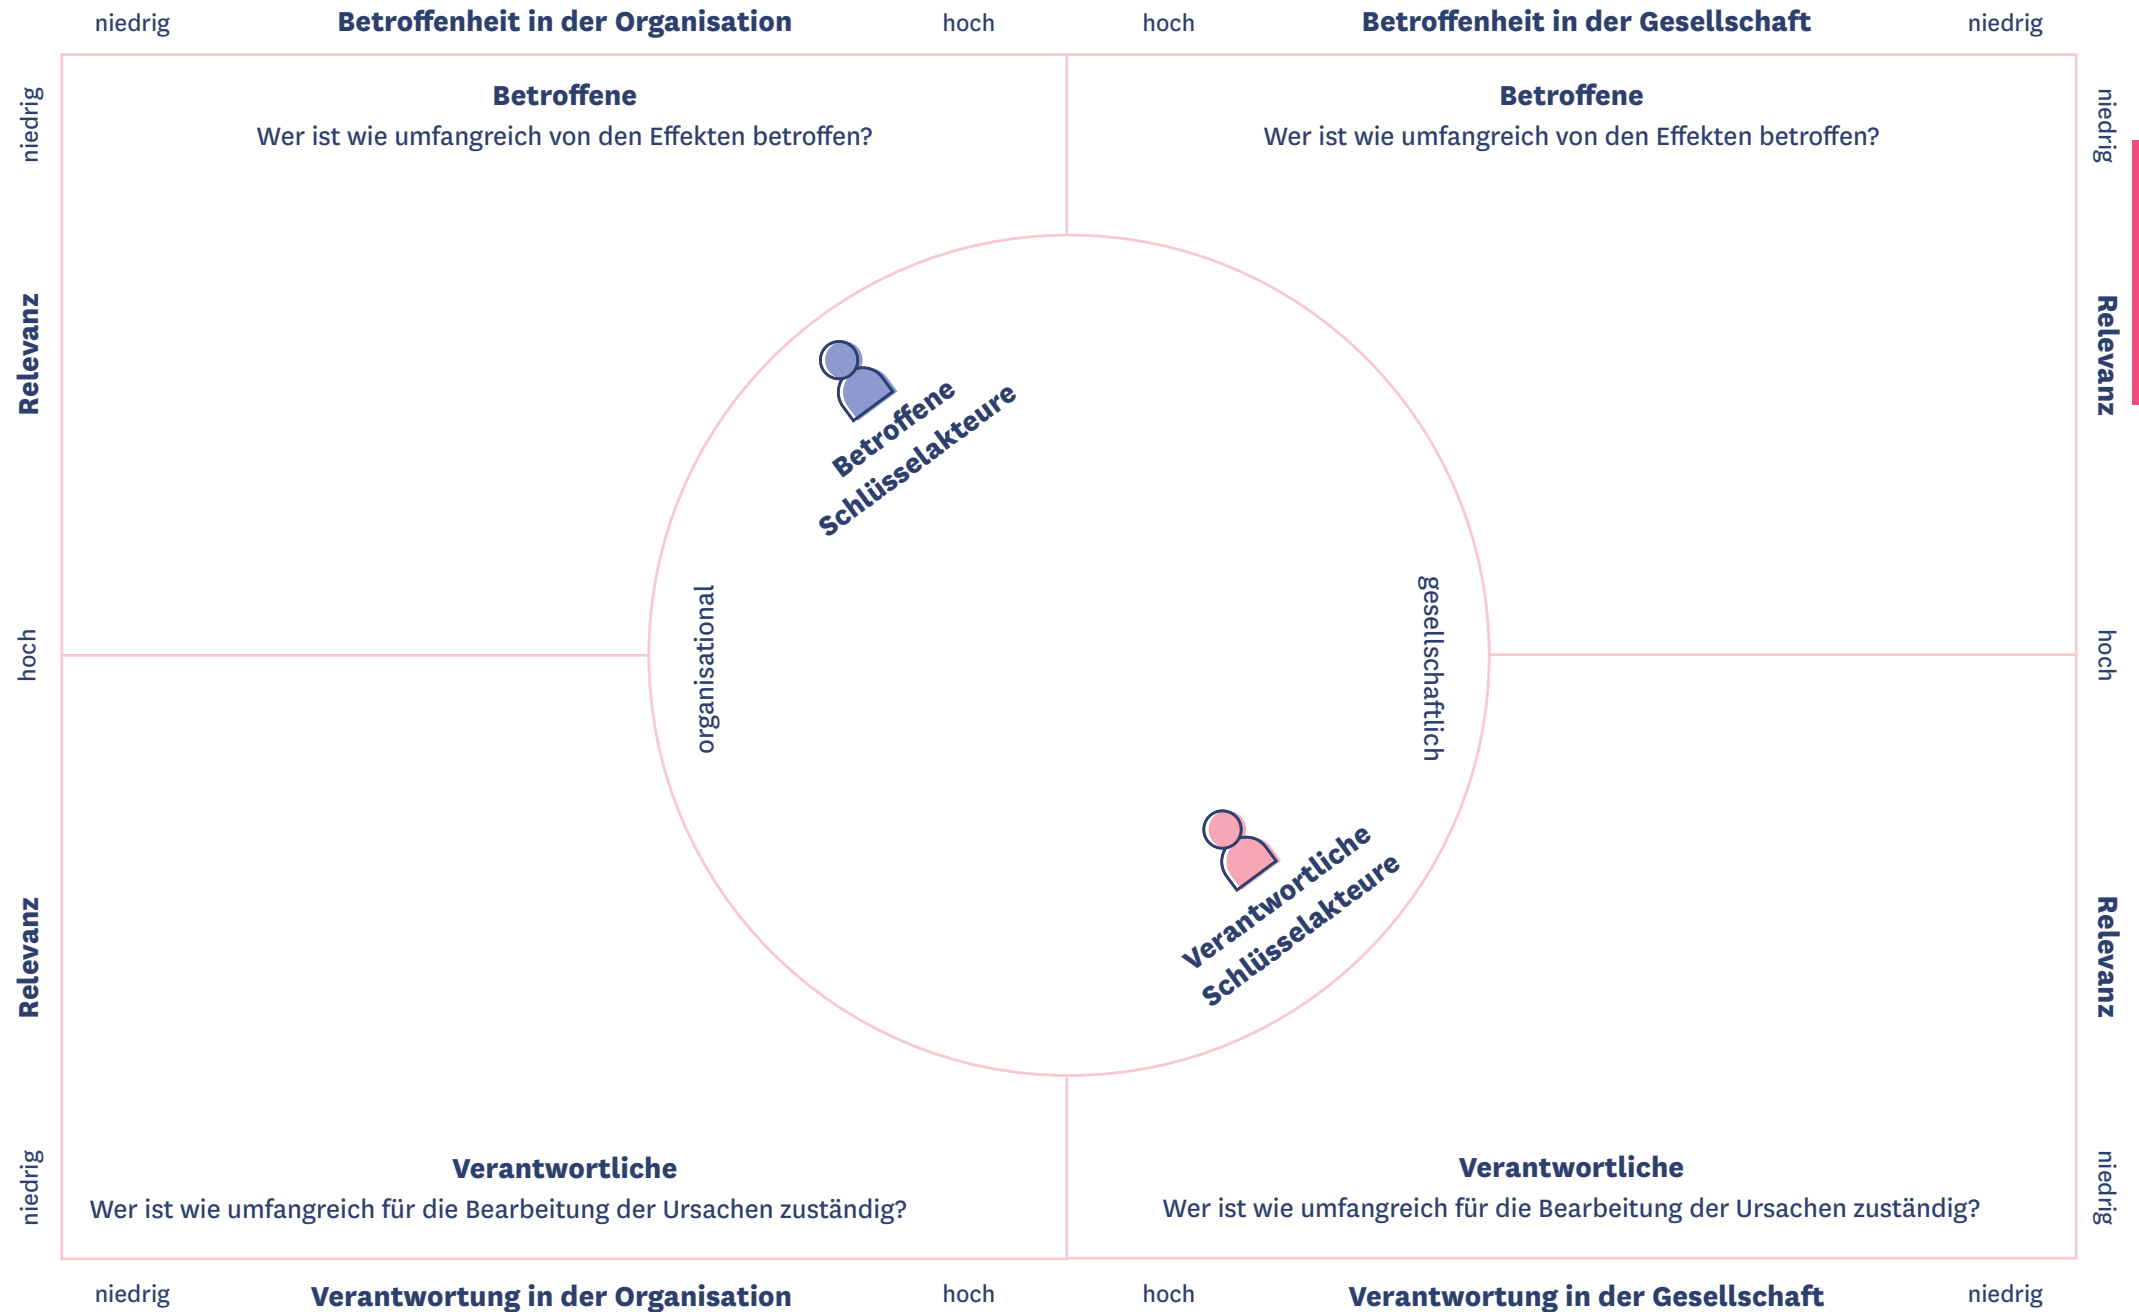 niedrig Betroffenheit in der Organisation hoch hoch Betroffenheit in der Gesellschaft niedrig
niedrig
Relevanz
hoch
Betroffene
Wer ist wie umfangreich von den Effekten betroffen?
Betroffene
Wer ist wie umfangreich von den Effekten betroffen?
niedrig
Relevanz
hoch
Betroffene
Schlüsselakteure
organisational
gesellschaftlich
Verantwortliche
Schlüsselakteure
Relevanz
niedrig
Verantwortliche
Wer ist wie umfangreich für die Bearbeitung der Ursachen zuständig?
Verantwortliche
Wer ist wie umfangreich für die Bearbeitung der Ursachen zuständig?
Relevanz
niedrig
niedrig Verantwortung in der Organisation hoch hoch Verantwortung in der Gesellschaft niedrig